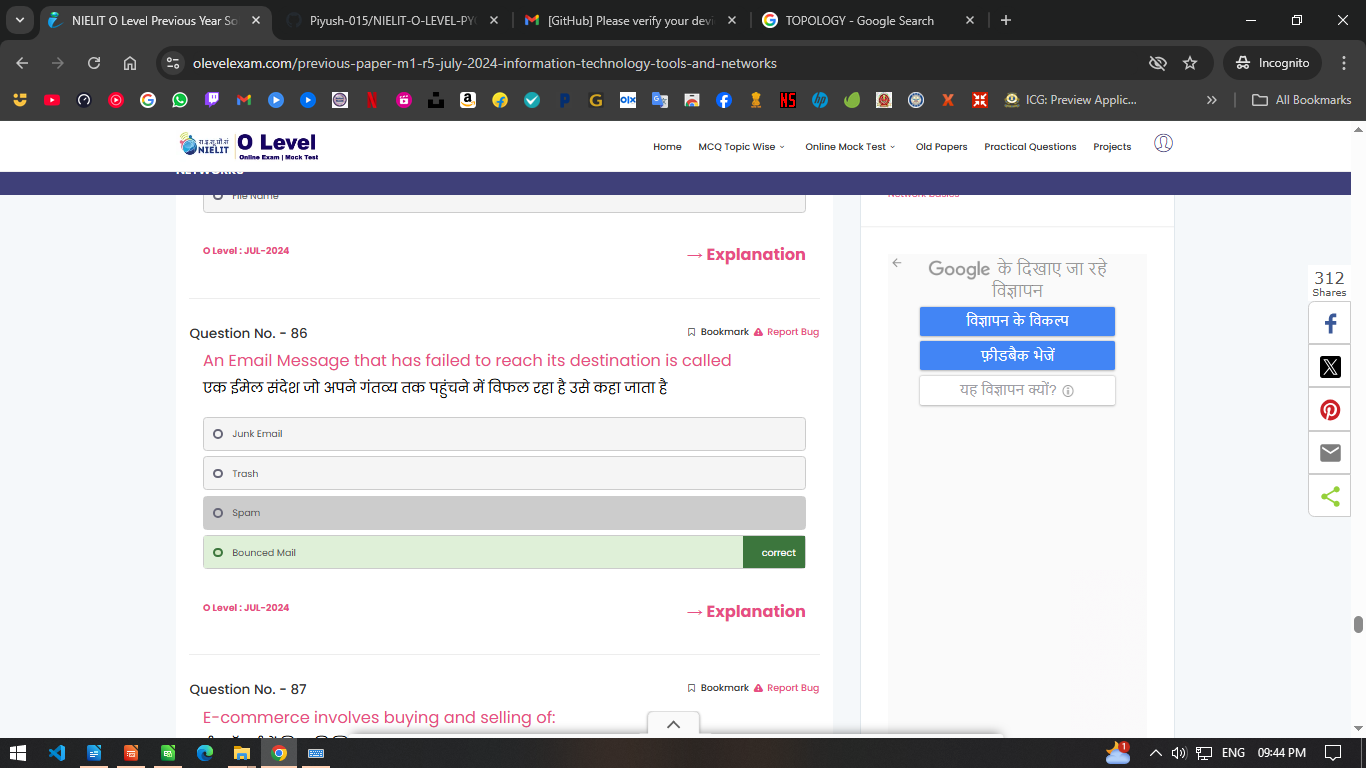 NIELIT O Level Previous Year So
Piyush-015/NIELIT-O-LEVEL-PY
[GitHub] Please verify your devi
TOPOLOGY - Google Search
olevelexam.com/previous-paper-m1-r5-july-2024-information-technology-tools-and-networks
Incognito
ICG: Preview Applic...
All Bookmarks
NIELIT
O Level
Online Exam | Mock Test
Home
MCQ Topic Wise
Online Mock Test
Old Papers
Practical Questions
Projects
NETWORKS
File Name
Network Basics
O Level : JUL-2024
→ Explanation
Question No. - 86
Bookmark
Report Bug
An Email Message that has failed to reach its destination is called
एक ईमेल संदेश जो अपने गंतव्य तक पहुंचने में विफल रहा है उसे कहा जाता है
Junk Email
Trash
Spam
Bounced Mail
correct
O Level : JUL-2024
→ Explanation
Question No. - 87
Bookmark
Report Bug
E-commerce involves buying and selling of:
Google के दिखाए जा रहे
विज्ञापन
विज्ञापन के विकल्प
फ़ीडबैक भेजें
यह विज्ञापन क्यों?
312
Shares
ENG
09:44 PM